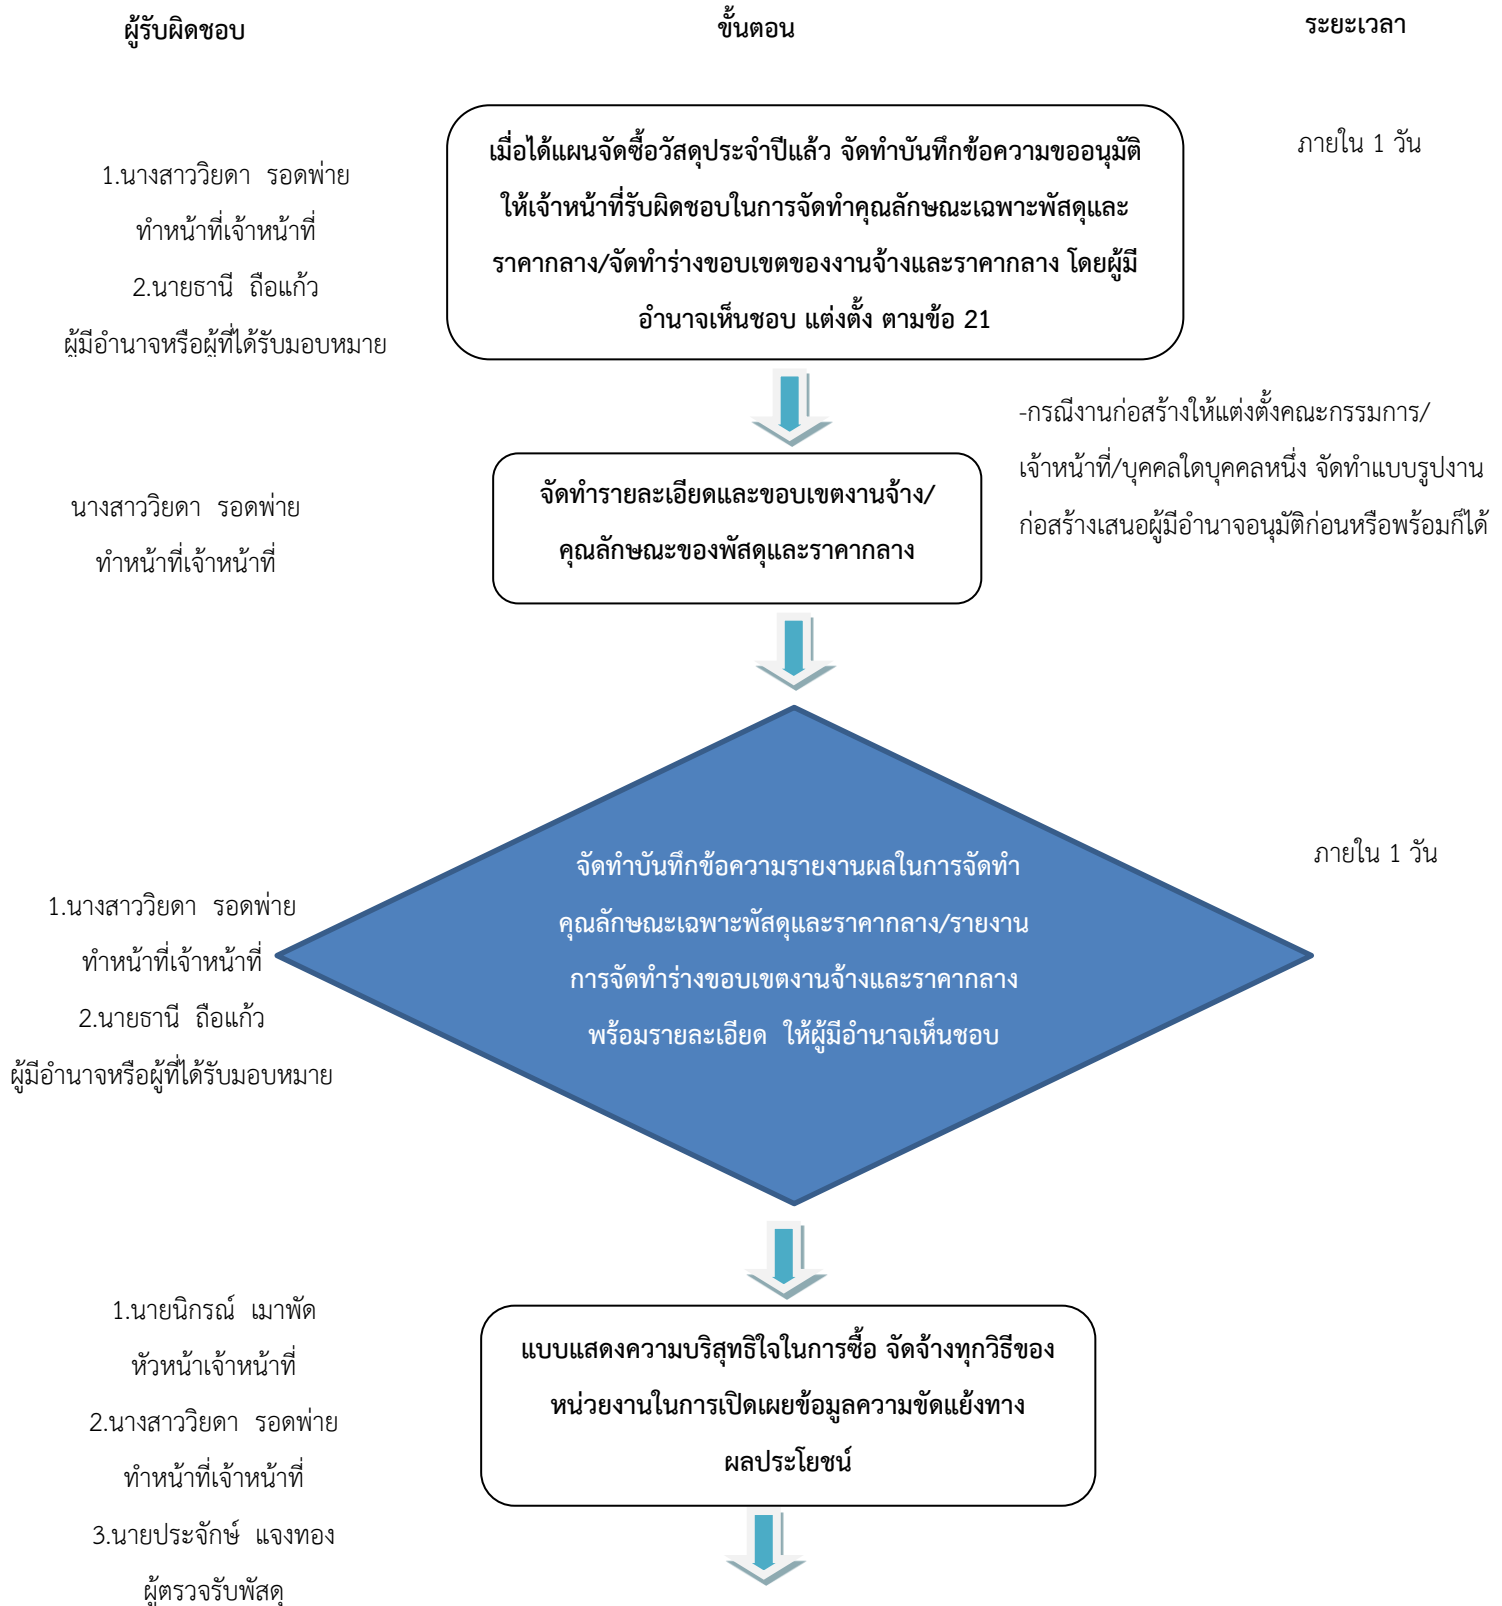 ผู้รับผิดชอบ
ขั้นตอน
ระยะเวลา
1.นางสาววิยดา รอดพ่าย
ทำหน้าที่เจ้าหน้าที่
2.นายธานี ถือแก้ว
ผู้มีอำนาจหรือผู้ที่ได้รับมอบหมาย
เมื่อได้แผนจัดซื้อวัสดุประจำปีแล้ว จัดทำบันทึกข้อความขออนุมัติ
ให้เจ้าหน้าที่รับผิดชอบในการจัดทำคุณลักษณะเฉพาะพัสดุและ
ราคากลาง/จัดทำร่างขอบเขตของงานจ้างและราคากลาง โดยผู้มี
อำนาจเห็นชอบ แต่งตั้ง ตามข้อ 21
ภายใน 1 วัน
นางสาววิยดา รอดพ่าย
ทำหน้าที่เจ้าหน้าที่
จัดทำรายละเอียดและขอบเขตงานจ้าง/
คุณลักษณะของพัสดุและราคากลาง
-กรณีงานก่อสร้างให้แต่งตั้งคณะกรรมการ/
เจ้าหน้าที่/บุคคลใดบุคคลหนึ่ง จัดทำแบบรูปงาน
ก่อสร้างเสนอผู้มีอำนาจอนุมัติก่อนหรือพร้อมก็ได้
1.นางสาววิยดา รอดพ่าย
ทำหน้าที่เจ้าหน้าที่
2.นายธานี ถือแก้ว
ผู้มีอำนาจหรือผู้ที่ได้รับมอบหมาย
จัดทำบันทึกข้อความรายงานผลในการจัดทำ
คุณลักษณะเฉพาะพัสดุและราคากลาง/รายงาน
การจัดทำร่างขอบเขตงานจ้างและราคากลาง
พร้อมรายละเอียด ให้ผู้มีอำนาจเห็นชอบ
ภายใน 1 วัน
1.นายนิกรณ์ เมาพัด
หัวหน้าเจ้าหน้าที่
2.นางสาววิยดา รอดพ่าย
ทำหน้าที่เจ้าหน้าที่
3.นายประจักษ์ แจงทอง
ผู้ตรวจรับพัสดุ
แบบแสดงความบริสุทธิใจในการซื้อ จัดจ้างทุกวิธีของ
หน่วยงานในการเปิดเผยข้อมูลความขัดแย้งทาง
ผลประโยชน์